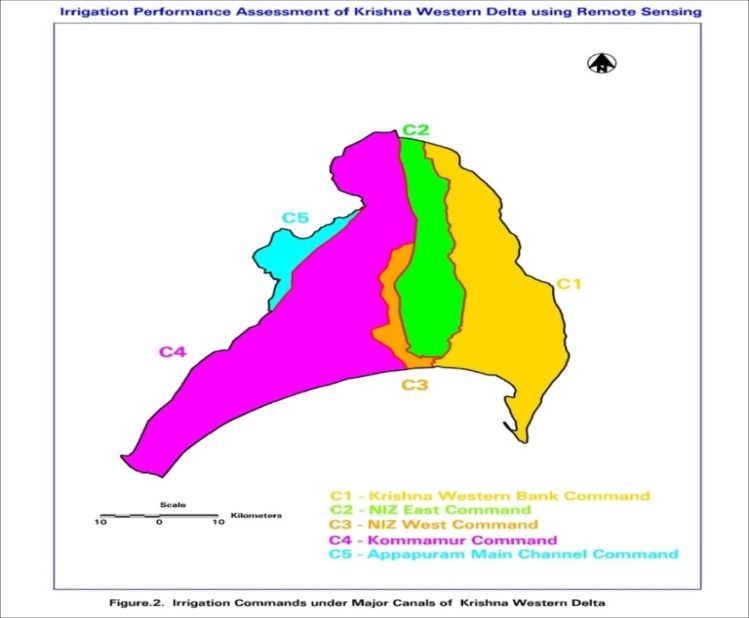 Irrigation Performance Assessment of Krishna Western Delta using Remote Sensing
N
C2
C5
C1
C4
C3
C1 - Krishna Western Bank Command
C2 - NIZ East Command
C3 - NIZ West Command
C4 - Kommamur Command
C5 - Appapuram Main Channel Command
Scale
10 0 10 Kilometers
Figure.2. Irrigation Commands under Major Canals of Krishna Western Delta